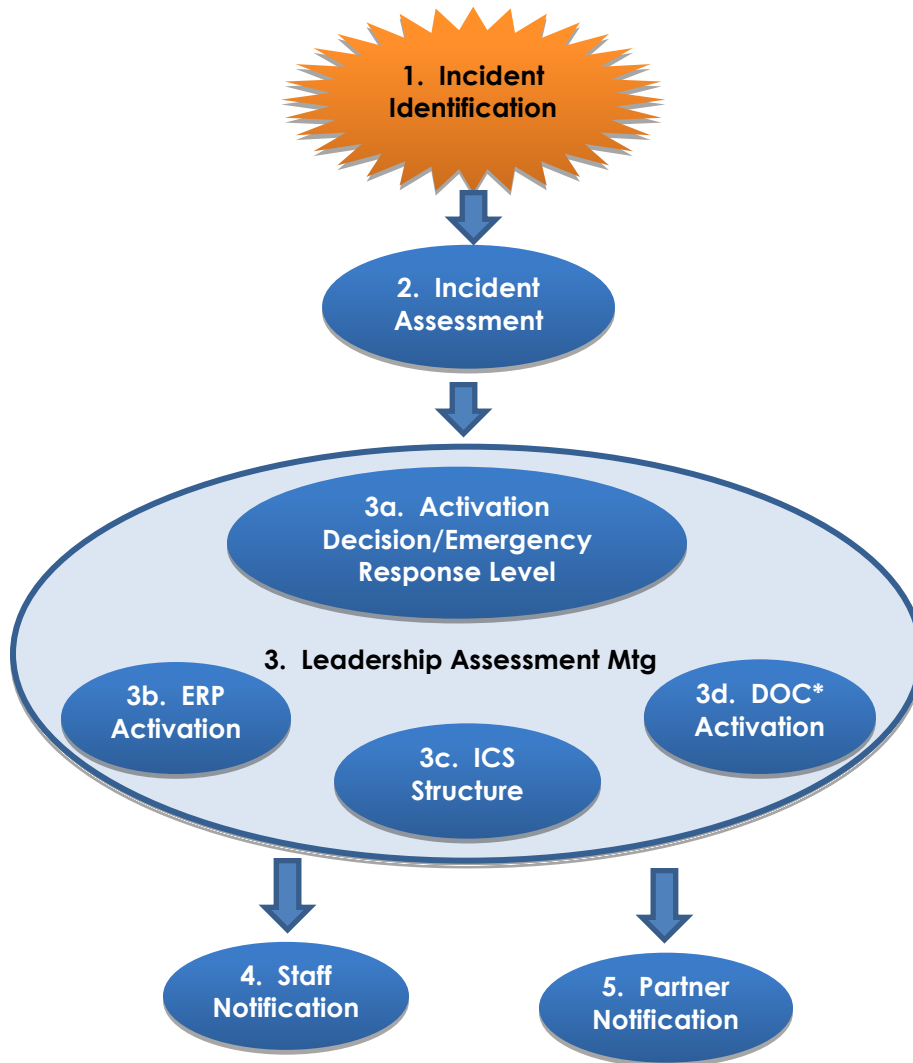 1. Incident
Identification
2. Incident
Assessment
3a. Activation
Decision/Emergency
Response Level
3. Leadership Assessment Mtg
3b. ERP
Activation
3c. ICS
Structure
3d. DOC*
Activation
4. Staff
Notification
5. Partner
Notification